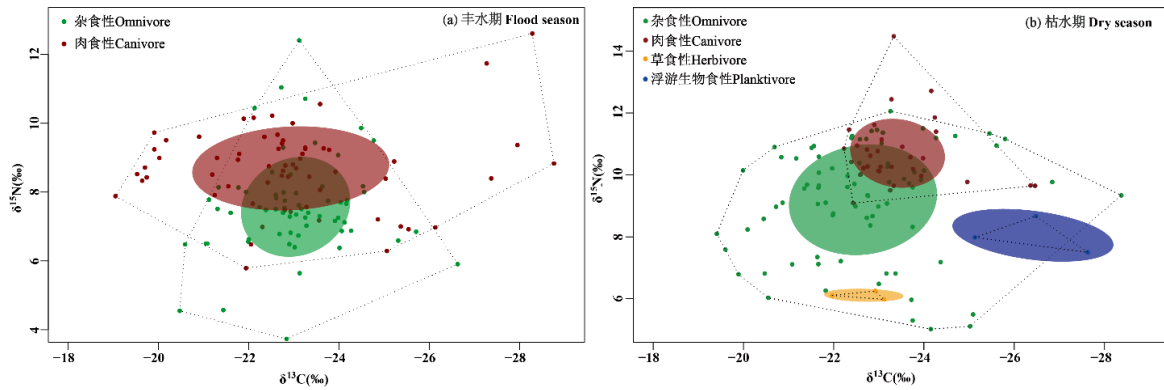 (a) 丰水期 Flood season
杂食性Omnivore
肉食性Canivore
12
10
8
6
4
δ¹⁵N(‰)
−18
−20
−22
−24
−26
−28
δ¹³C(‰)
(b) 枯水期 Dry season
杂食性Omnivore
肉食性Canivore
草食性Herbivore
浮游生物食性Planktivore
14
12
10
8
6
δ¹⁵N(‰)
−18
−20
−22
−24
−26
−28
δ¹³C(‰)